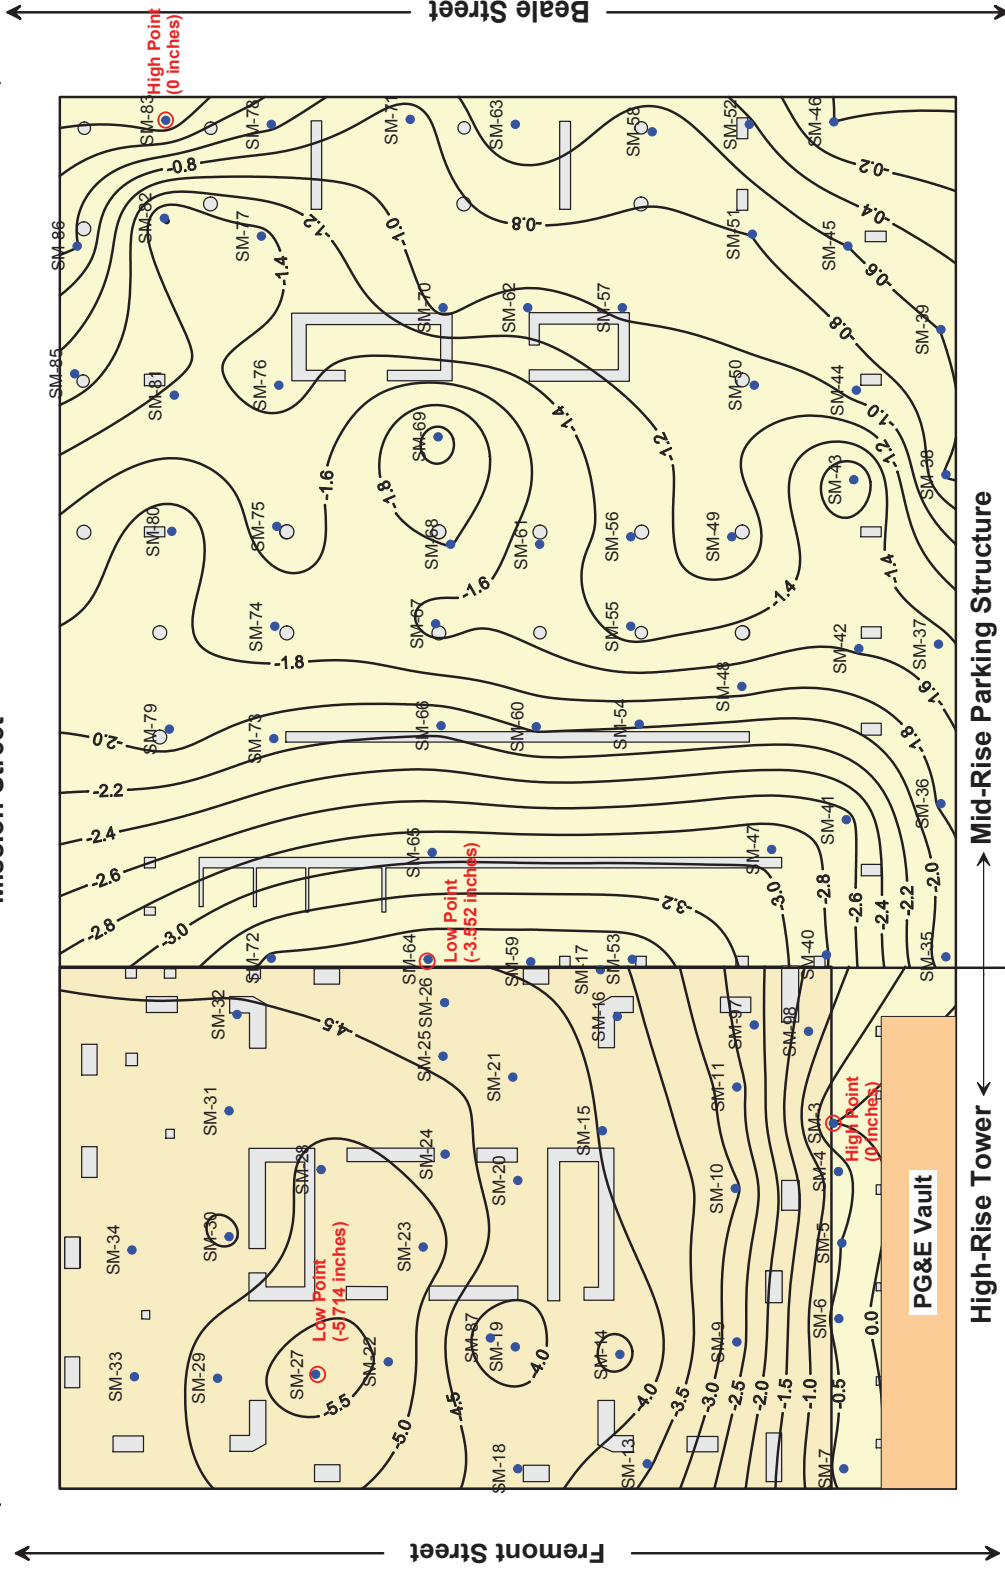 Beale Street
High Point
(0 inches)
SM-83
SM-78
SM-71
SM-63
SM-58
SM-52
SM-46
-0.8
-0.2
SM-86
SM-82
SM-77
-1.2
-1.0
-0.8
SM-51
SM-45
-0.4
-0.6
-1.4
SM-70
SM-62
SM-57
-0.8
SM-39
SM-85
SM-81
SM-76
SM-50
SM-44
-1.0
SM-69
-1.4
-1.2
-1.2
SM-43
SM-38
-1.6
-1.8
SM-80
SM-75
SM-68
SM-61
SM-56
SM-49
-1.4
-1.6
-1.4
SM-74
SM-67
SM-55
SM-42
SM-37
-1.8
SM-48
-1.6
SM-79
SM-73
SM-66
SM-60
SM-54
-2.0
-1.8
-2.2
SM-41
SM-36
-2.4
SM-65
SM-47
-2.6
-3.0
-2.8
-2.6
-2.4
-2.2
-2.0
-2.8
-3.0
-3.2
Low Point
(-3.552 inches)
SM-72
SM-64
SM-59
SM-17
SM-53
SM-40
SM-35
Mission Street
Mid-Rise Parking Structure
SM-32
SM-26
SM-16
SM-97
SM-98
-4.5
SM-25
SM-31
SM-21
SM-11
SM-3
High Point
(0 inches)
SM-28
SM-24
SM-20
SM-15
SM-10
SM-4
SM-34
SM-30
SM-23
SM-5
Low Point
(-5.714 inches)
SM-87
SM-9
SM-6
0.0
SM-33
SM-29
SM-27
SM-22
SM-19
SM-14
-4.0
-5.5
-5.0
-4.5
-4.0
-3.5
-3.0
-2.5
-2.0
-1.5
-1.0
-0.5
SM-18
SM-13
SM-7
PG&E Vault
High-Rise Tower
Fremont Street